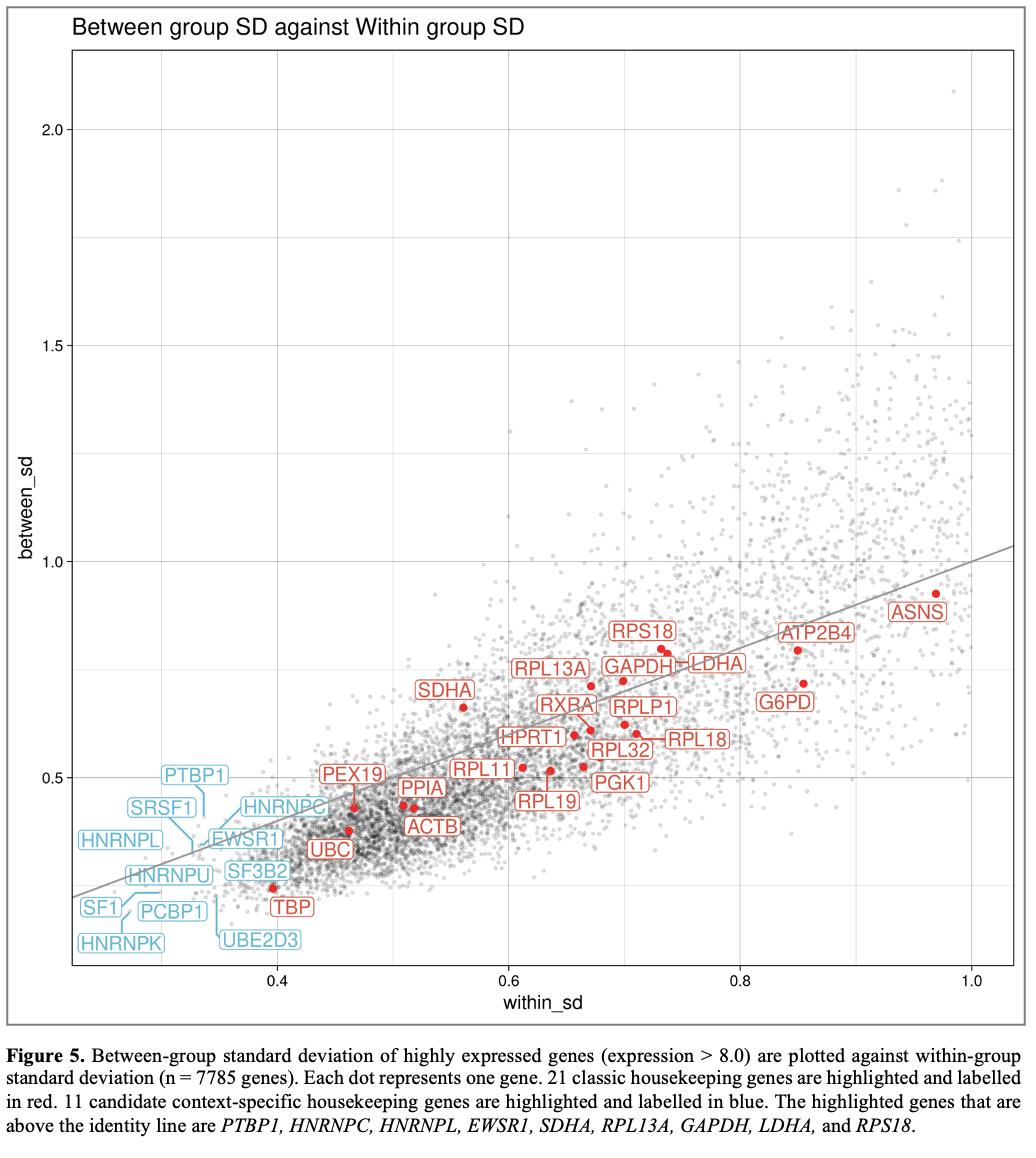 Between group SD against Within group SD
2.0
1.5
1.0
0.5
between_sd
RPS18
ATP2B4
ASNS
GAPDH
LDHA
RPL13A
SDHA
G6PD
RXRA
RPLP1
HPRT1
RPL18
RPL32
RPL11
PGK1
PTBP1
PEX19
PPIA
RPL19
SRSF1
HNRNPC
ACTB
HNRNPL
EWSR1
UBC
HNRNPU
SF3B2
SF1
PCBP1
TBP
HNRNPK
UBE2D3
0.4
0.6
0.8
1.0
within_sd
Figure 5. Between-group standard deviation of highly expressed genes (expression > 8.0) are plotted against within-group
standard deviation (n = 7785 genes). Each dot represents one gene. 21 classic housekeeping genes are highlighted and labelled
in red. 11 candidate context-specific housekeeping genes are highlighted and labelled in blue. The highlighted genes that are
above the identity line are PTBP1, HNRNPC, HNRNPL, EWSR1, SDHA, RPL13A, GAPDH, LDHA, and RPS18.